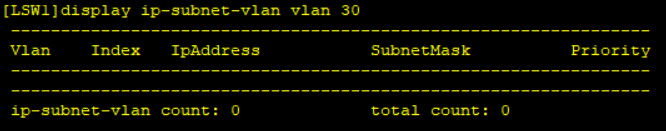 [LSW1]display ip-subnet-vlan vlan 30
----------------------------------------------------------------
Vlan    Index   IpAddress           SubnetMask          Priority
----------------------------------------------------------------
----------------------------------------------------------------
ip-subnet-vlan count: 0             total count: 0